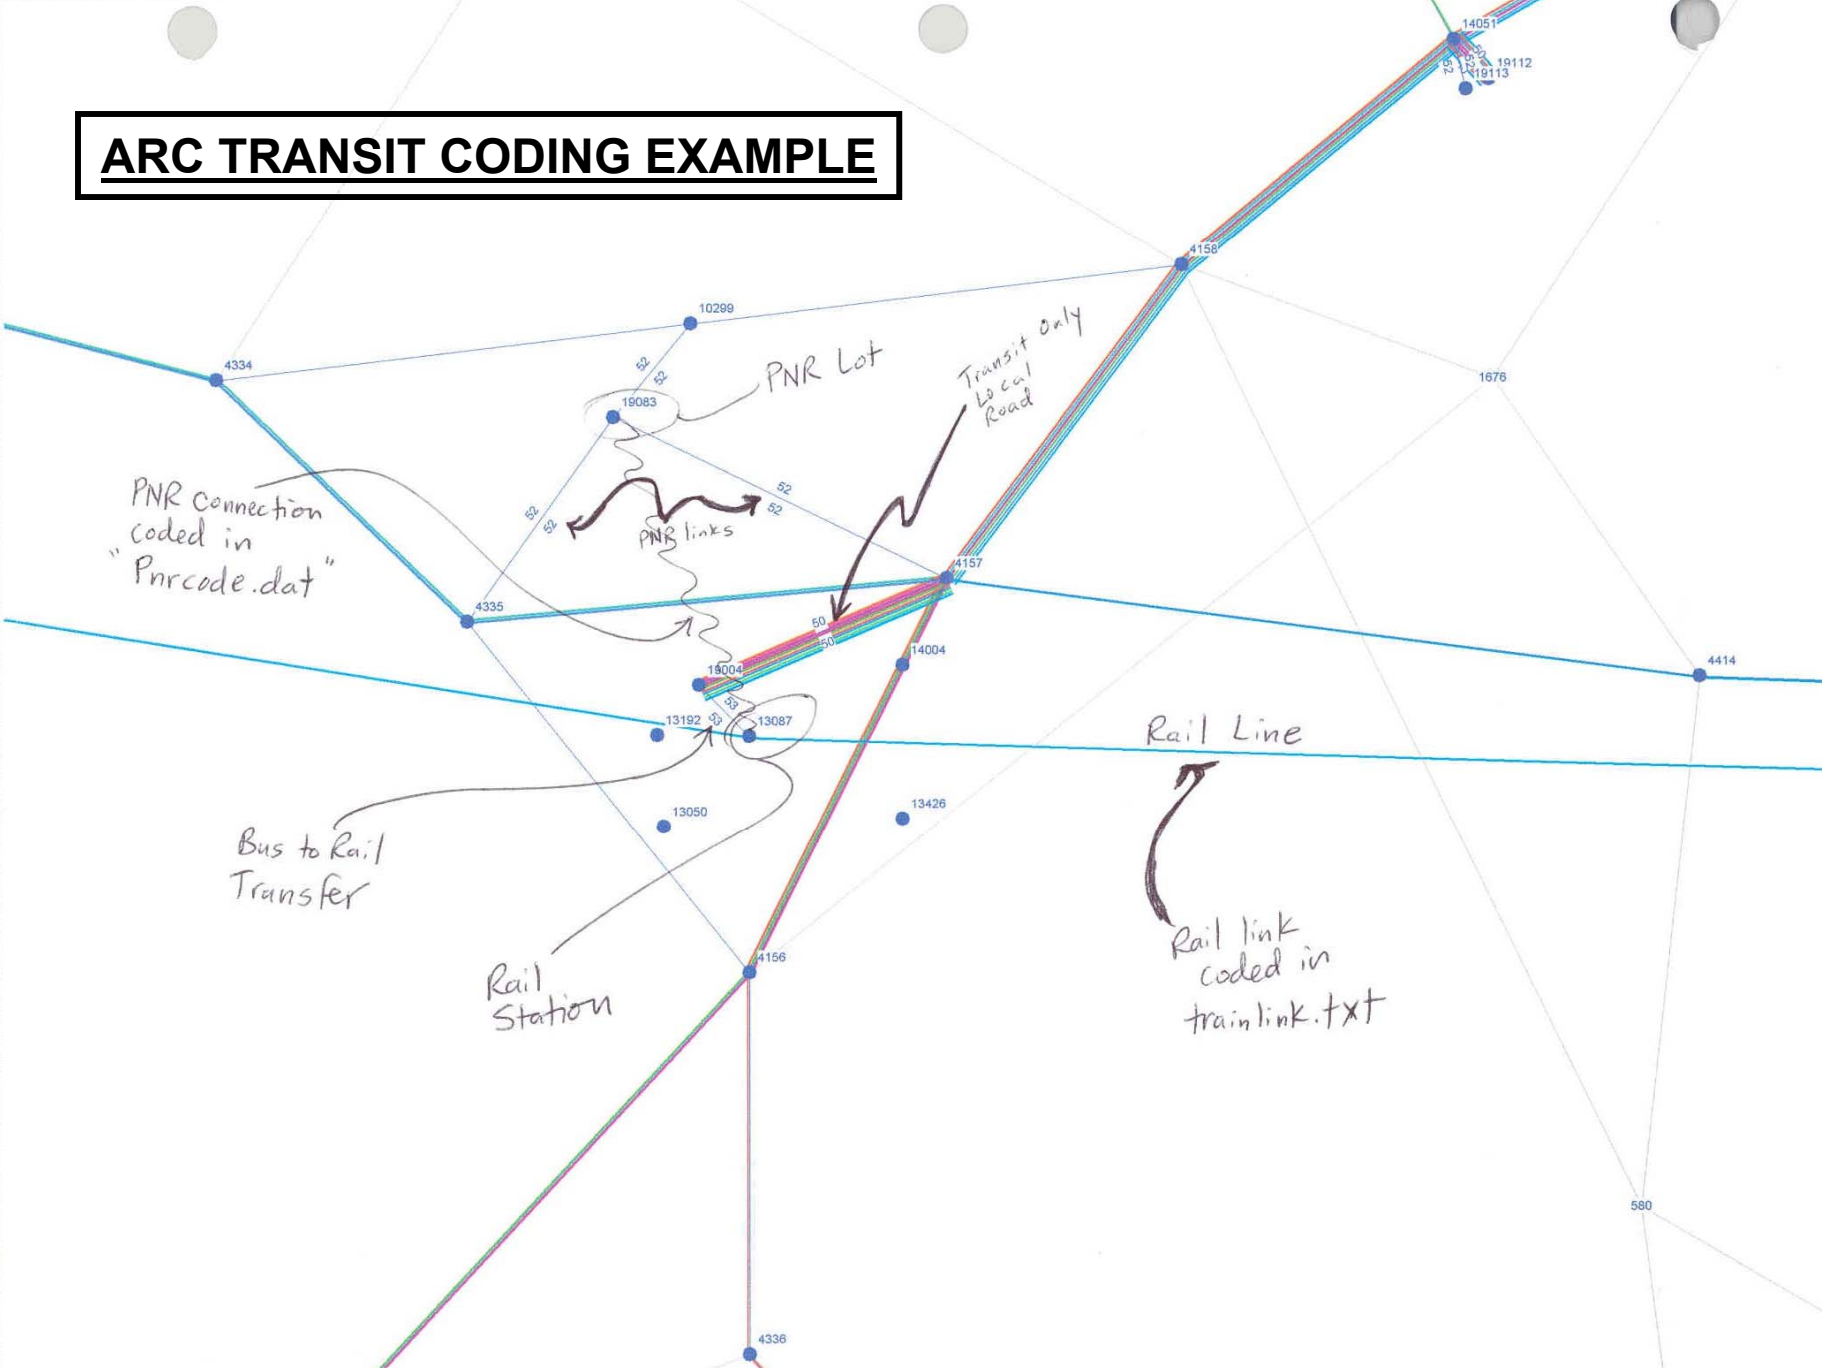 14051
19112
19113
50
52
52
ARC TRANSIT CODING EXAMPLE
4158
10299
4334
52
52
PNR Lot
Transit Only
Local
Road
1676
19083
PNR Connection
coded in
"Pnrcode.dat"
52
52
52
52
PNR links
4157
4335
50
50
14004
4414
53
53
13192
13087
Rail Line
13050
13426
Bus to Rail
Transfer
Rail link
coded in
trainlink.txt
4156
Rail
Station
580
4336